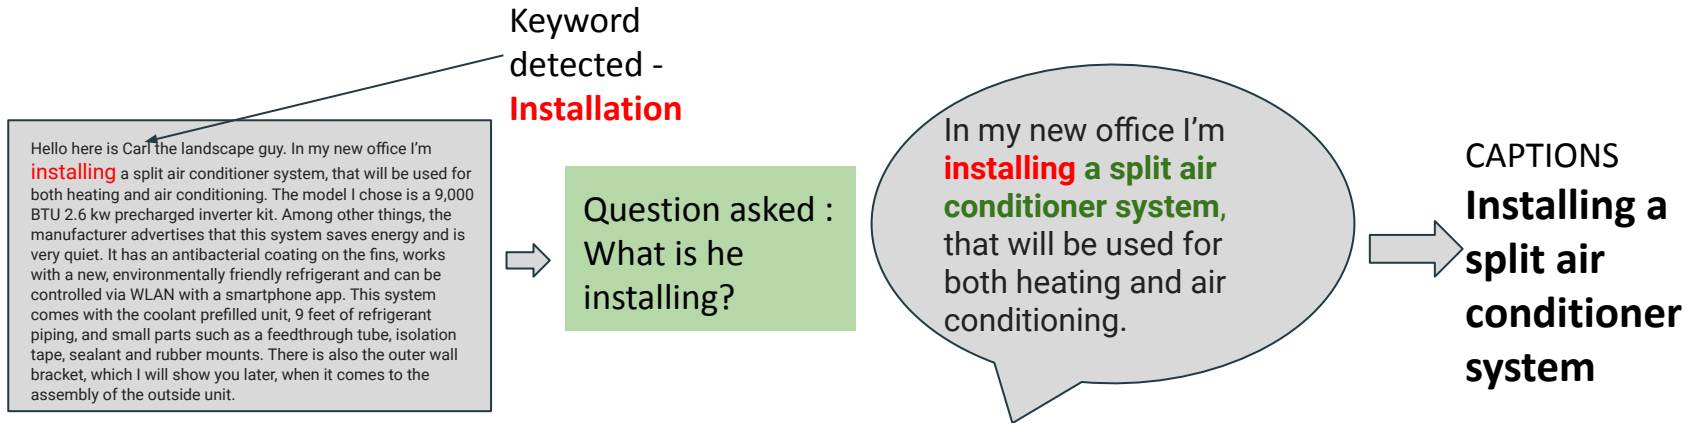 Keyword
detected -
Installation
Hello here is Carl the landscape guy. In my new office I’m
installing a split air conditioner system, that will be used for
both heating and air conditioning. The model I chose is a 9,000
BTU 2.6 kw precharged inverter kit. Among other things, the
manufacturer advertises that this system saves energy and is
very quiet. It has an antibacterial coating on the fins, works
with a new, environmentally friendly refrigerant and can be
controlled via WLAN with a smartphone app. This system
comes with the coolant prefilled unit, 9 feet of refrigerant
piping, and small parts such as a feedthrough tube, isolation
tape, sealant and rubber mounts. There is also the outer wall
bracket, which I will show you later, when it comes to the
assembly of the outside unit.
Question asked :
What is he
installing?
In my new office I’m
installing a split air
conditioner system,
that will be used for
both heating and air
conditioning.
CAPTIONS
Installing a
split air
conditioner
system